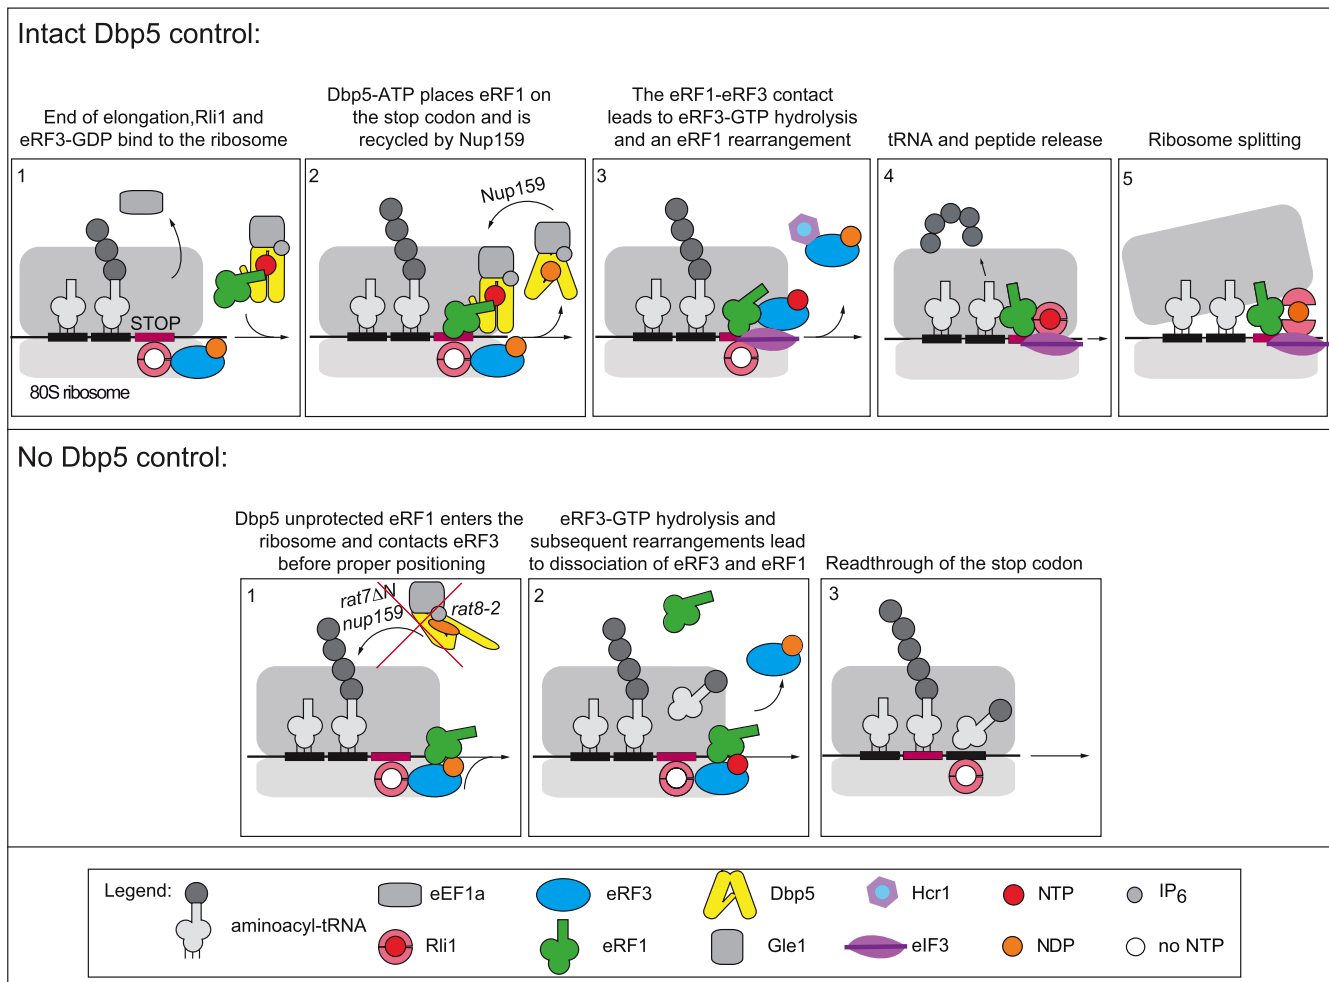 Intact Dbp5 control:
End of elongation,Rli1 and
eRF3-GDP bind to the ribosome
Dbp5-ATP places eRF1 on
the stop codon and is
recycled by Nup159
The eRF1-eRF3 contact
leads to eRF3-GTP hydrolysis
and an eRF1 rearrangement
tRNA and peptide release
Ribosome splitting
1
STOP
80S ribosome
2
Nup159
3
4
5
No Dbp5 control:
Dbp5 unprotected eRF1 enters the
ribosome and contacts eRF3
before proper positioning
eRF3-GTP hydrolysis and
subsequent rearrangements lead
to dissociation of eRF3 and eRF1
Readthrough of the stop codon
1
rat7ΔN
nup159
rat8-2
2
3
Legend:
aminoacyl-tRNA
eEF1a
eRF3
Dbp5
Hcr1
NTP
IP6
Rli1
eRF1
Gle1
eIF3
NDP
no NTP